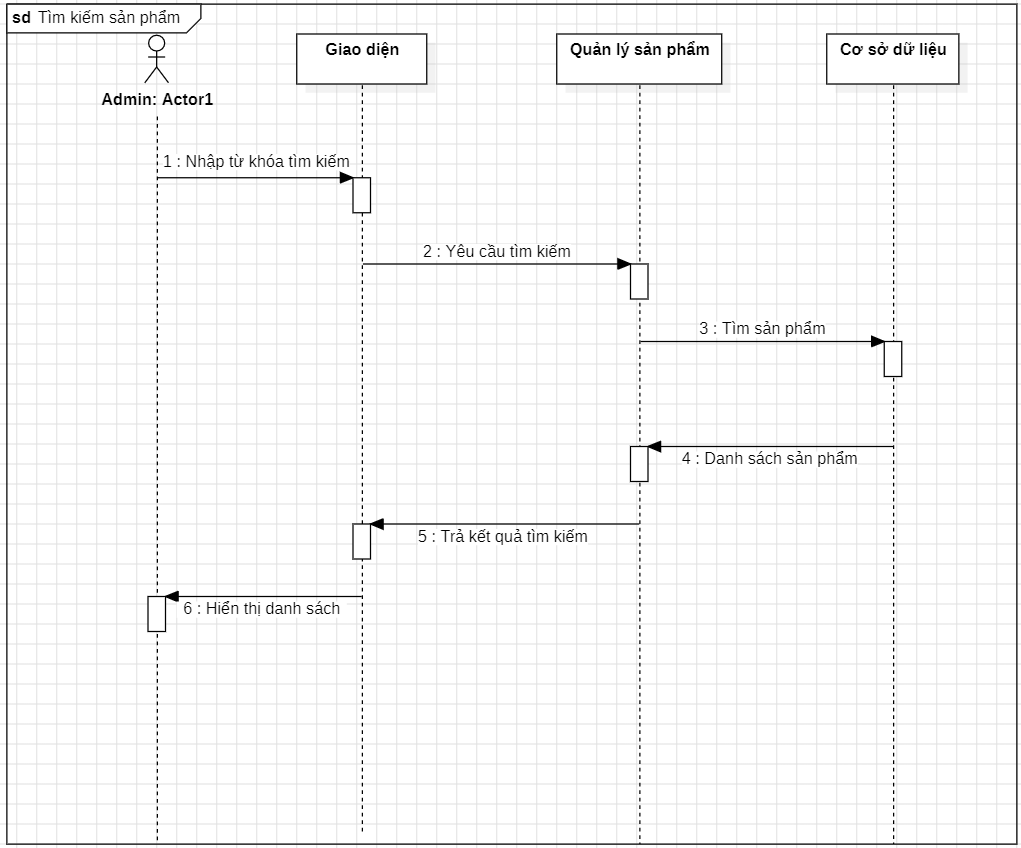 sd Tìm kiếm sản phẩm
Admin: Actor1
Giao diện
Quản lý sản phẩm
Cơ sở dữ liệu
1 : Nhập từ khóa tìm kiếm
2 : Yêu cầu tìm kiếm
3 : Tìm sản phẩm
4 : Danh sách sản phẩm
5 : Trả kết quả tìm kiếm
6 : Hiển thị danh sách